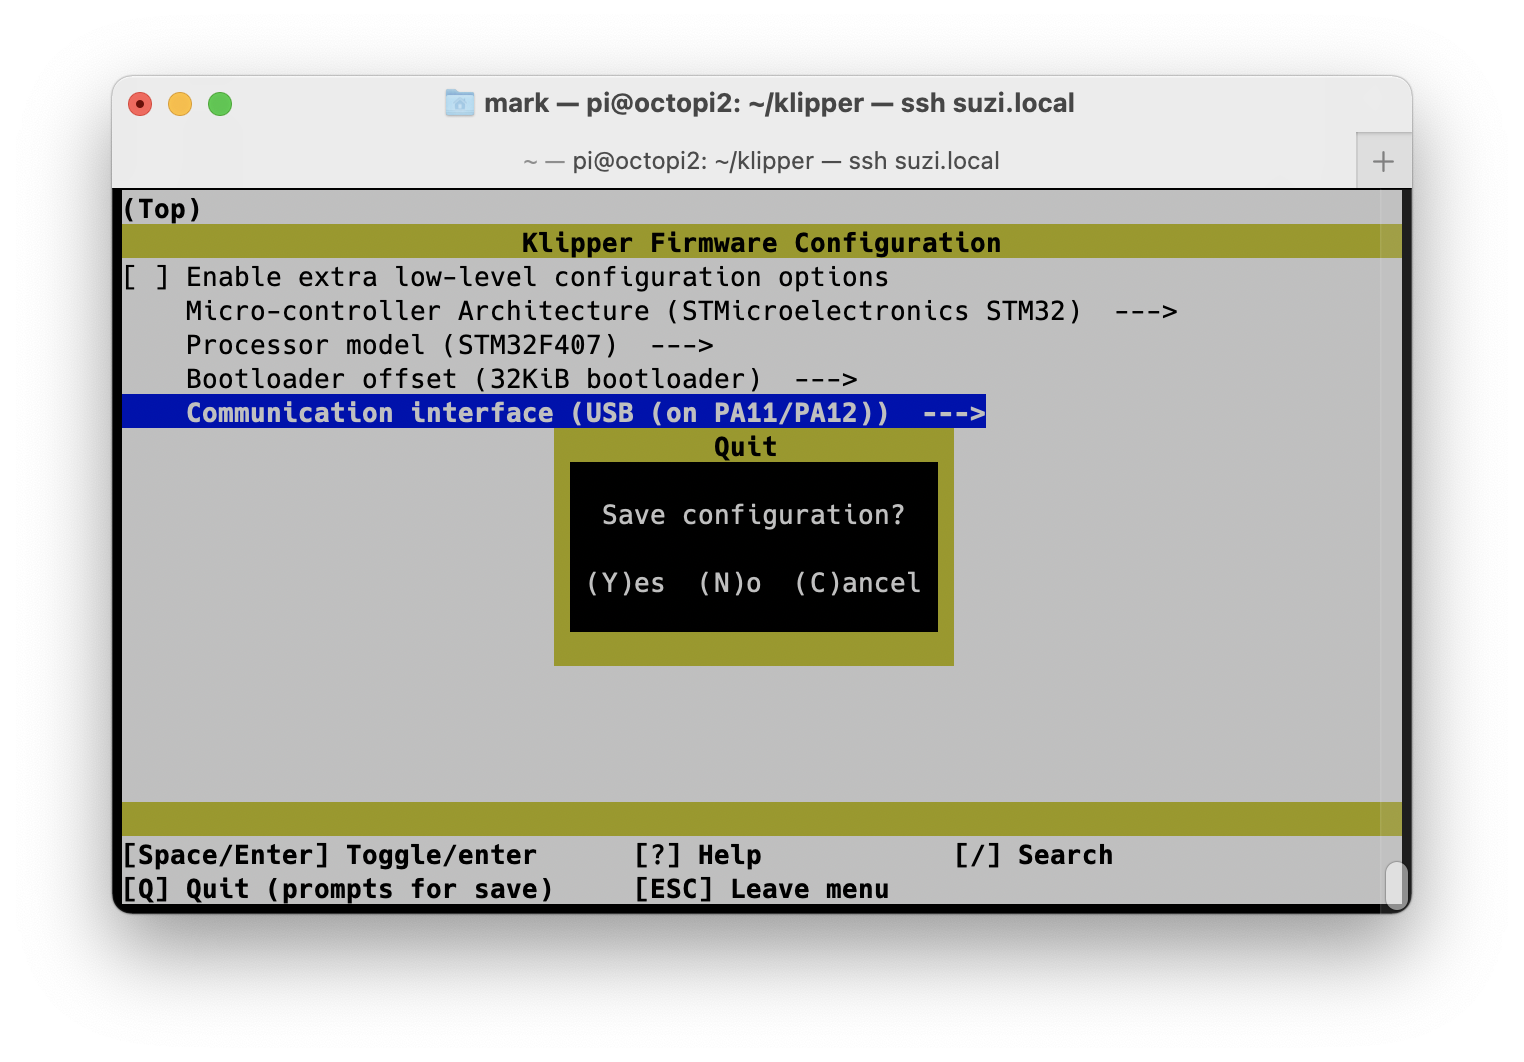 mark — pi@octopi2: ~/klipper — ssh suzi.local
~ — pi@octopi2: ~/klipper — ssh suzi.local
(Top)
Klipper Firmware Configuration
[ ] Enable extra low-level configuration options
Micro-controller Architecture (STMicroelectronics STM32) --->
Processor model (STM32F407) --->
Bootloader offset (32KiB bootloader) --->
Communication interface (USB (on PA11/PA12)) --->
Quit
Save configuration?
(Y)es (N)o (C)ancel
[Space/Enter] Toggle/enter [?] Help [/] Search
[Q] Quit (prompts for save) [ESC] Leave menu